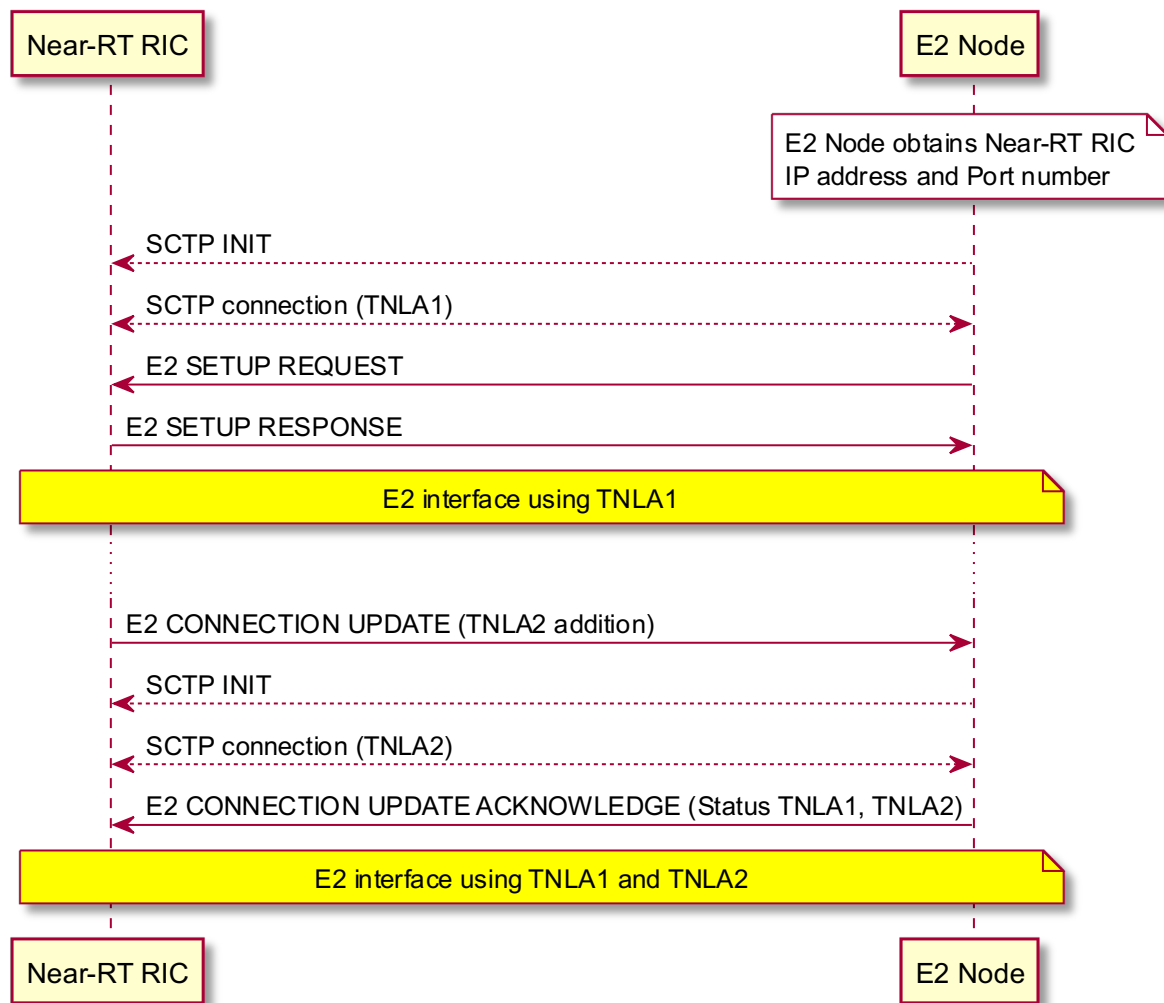 Near-RT RIC
E2 Node
E2 Node obtains Near-RT RIC
IP address and Port number
SCTP INIT
SCTP connection (TNLA1)
E2 SETUP REQUEST
E2 SETUP RESPONSE
E2 interface using TNLA1
E2 CONNECTION UPDATE (TNLA2 addition)
SCTP INIT
SCTP connection (TNLA2)
E2 CONNECTION UPDATE ACKNOWLEDGE (Status TNLA1, TNLA2)
E2 interface using TNLA1 and TNLA2
Near-RT RIC
E2 Node